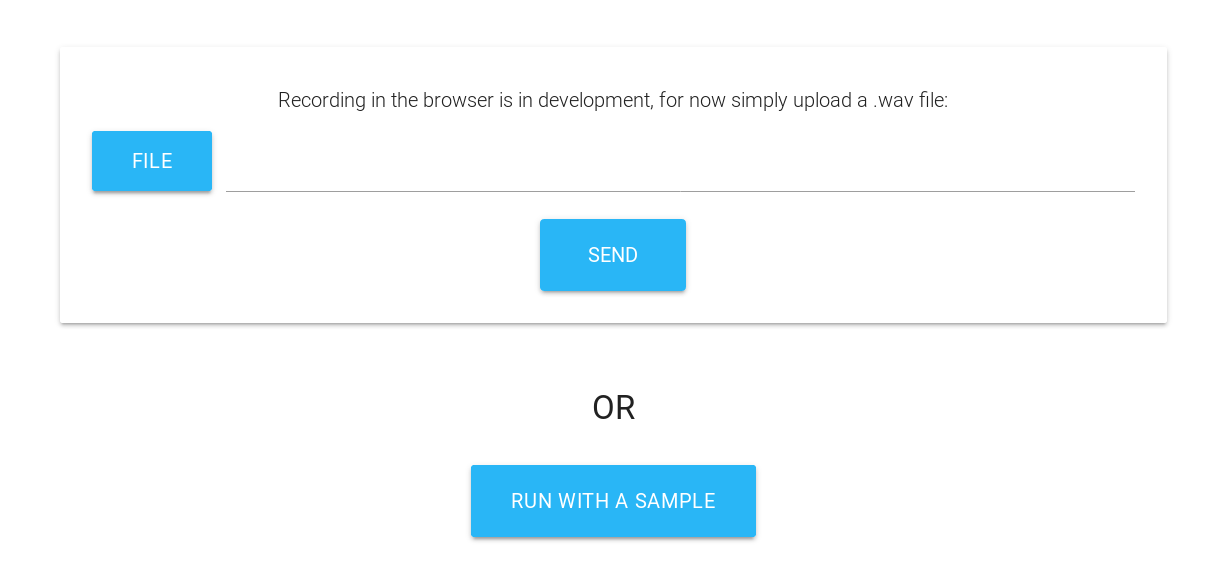 Recording in the browser is in development, for now simply upload a .wav file:
FILE
SEND
OR
RUN WITH A SAMPLE